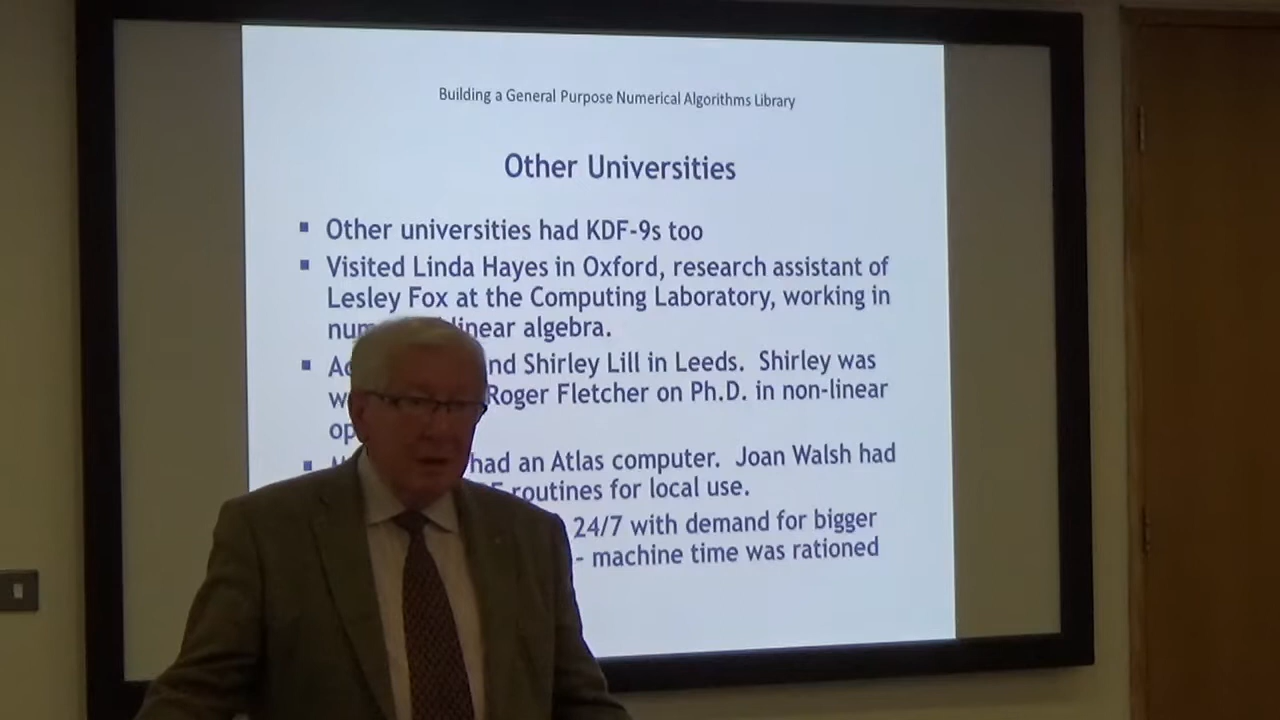 Building a General Purpose Numerical Algorithms Library
Other Universities
Other universities had KDF-9s too
Visited Linda Hayes in Oxford, research assistant of
Lesley Fox at the Computing Laboratory, working in
linear algebra.
nd Shirley Lill in Leeds. Shirley was
Roger Fletcher on Ph.D. in non-linear
op
had an Atlas computer. Joan Walsh had
routines for local use.
24/7 with demand for bigger
- machine time was rationed